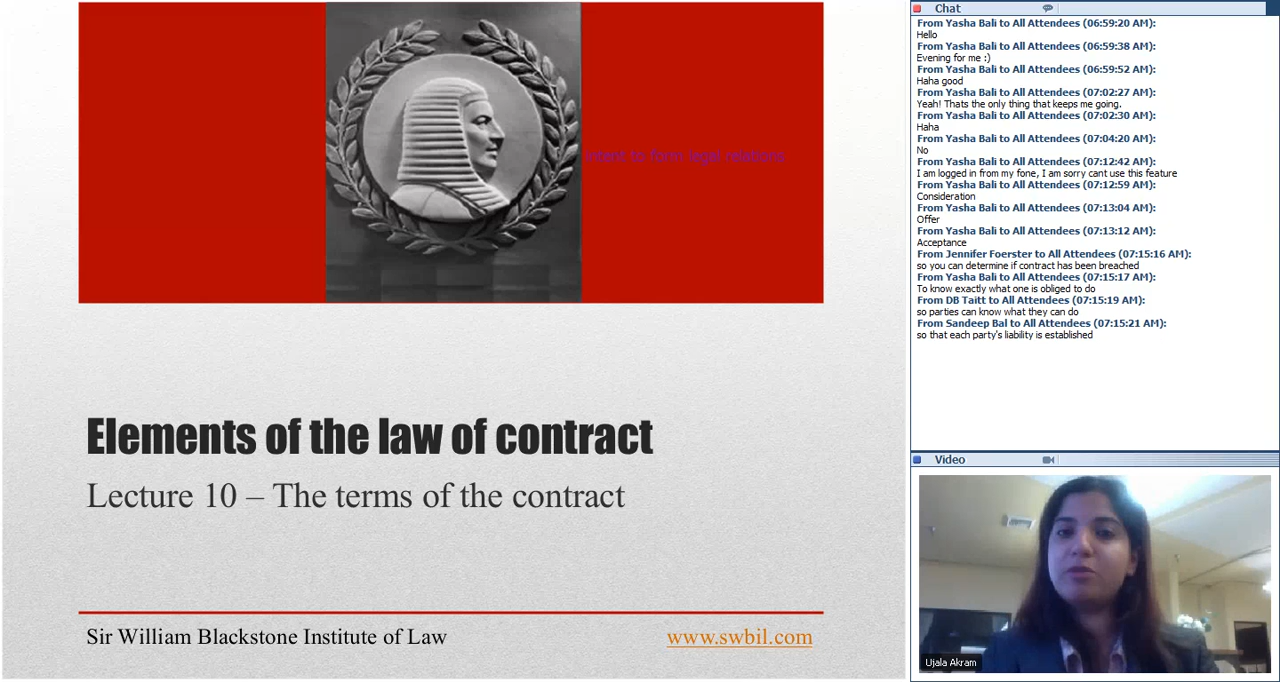 intent to form legal relations
Elements of the law of contract
Lecture 10 – The terms of the contract
Sir William Blackstone Institute of Law
www.swbil.com
Chat
From Yasha Bali to All Attendees (06:59:20 AM):
Hello
From Yasha Bali to All Attendees (06:59:38 AM):
Evening for me :)
From Yasha Bali to All Attendees (06:59:52 AM):
Haha good
From Yasha Bali to All Attendees (07:02:27 AM):
Yeah! Thats the only thing that keeps me going.
From Yasha Bali to All Attendees (07:02:30 AM):
Haha
From Yasha Bali to All Attendees (07:04:20 AM):
No
From Yasha Bali to All Attendees (07:12:42 AM):
I am logged in from my fone, I am sorry cant use this feature
From Yasha Bali to All Attendees (07:12:59 AM):
Consideration
From Yasha Bali to All Attendees (07:13:04 AM):
Offer
From Yasha Bali to All Attendees (07:13:12 AM):
Acceptance
From Jennifer Foerster to All Attendees (07:15:16 AM):
so you can determine if contract has been breached
From Yasha Bali to All Attendees (07:15:17 AM):
To know exactly what one is obliged to do
From DB Taitt to All Attendees (07:15:19 AM):
so parties can know what they can do
From Sandeep Bal to All Attendees (07:15:21 AM):
so that each party's liability is established
Video
Ujala Akram